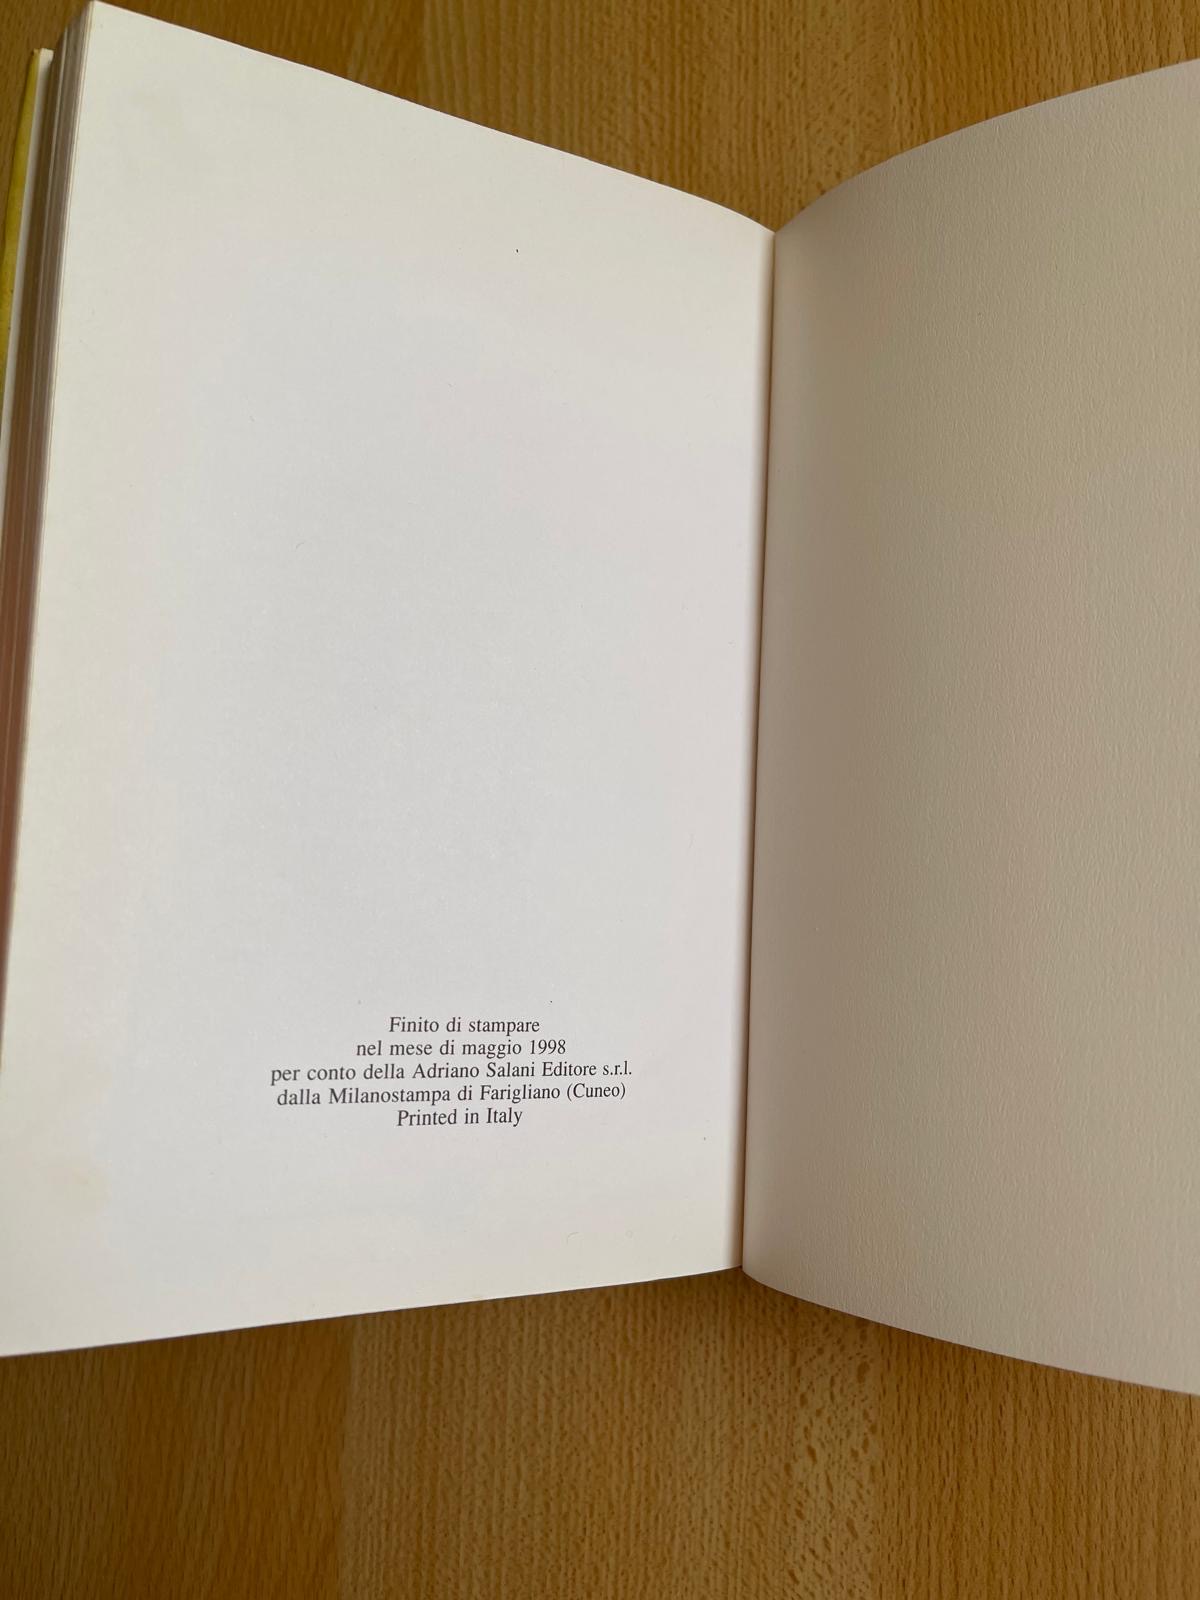 Finito di stampare
nel mese di maggio 1998
per conto della Adriano Salani Editore s.r.l.
dalla Milanostampa di Farigliano (Cuneo)
Printed in Italy